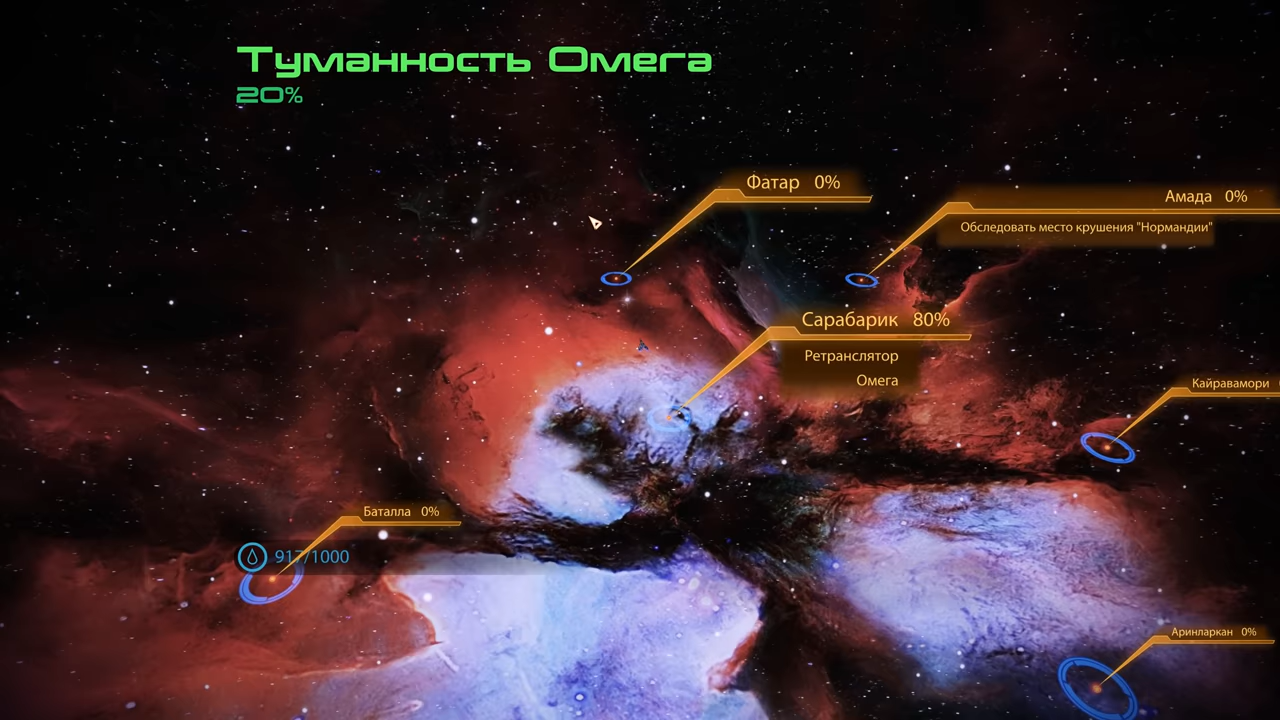 Туманность Омега
20%
Фатар 0%
Амада 0%
Обследовать место крушения "Нормандии"
Сарабарик 80%
Ретранслятор
Омега
Кайравамори
Баталла 0%
917/1000
Аринларкан 0%